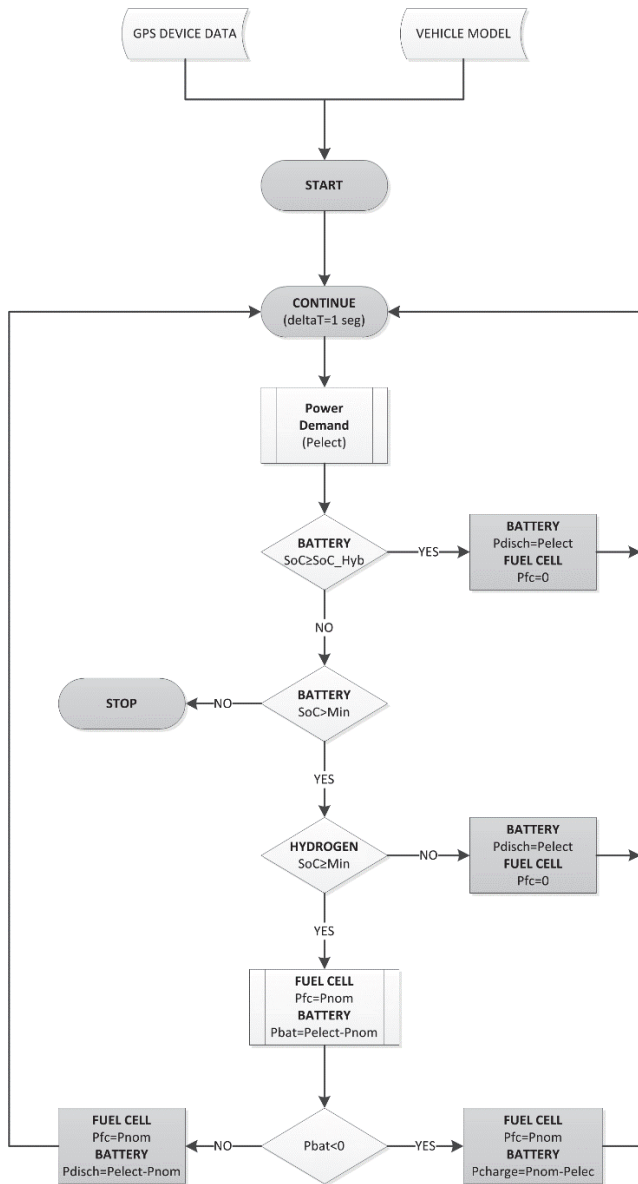 GPS DEVICE DATA
VEHICLE MODEL
START
CONTINUE
(deltaT=1 seg)
Power
Demand
(Pelect)
BATTERY
SoC≥SoC_Hyb
YES
BATTERY
Pdisch=Pelect
FUEL CELL
Pfc=0
NO
BATTERY
SoC>Min
NO
STOP
YES
HYDROGEN
SoC≥Min
NO
BATTERY
Pdisch=Pelect
FUEL CELL
Pfc=0
YES
FUEL CELL
Pfc=Pnom
BATTERY
Pbat=Pelect-Pnom
Pbat<0
NO
FUEL CELL
Pfc=Pnom
BATTERY
Pdisch=Pelect-Pnom
YES
FUEL CELL
Pfc=Pnom
BATTERY
Pcharge=Pnom-Pelec